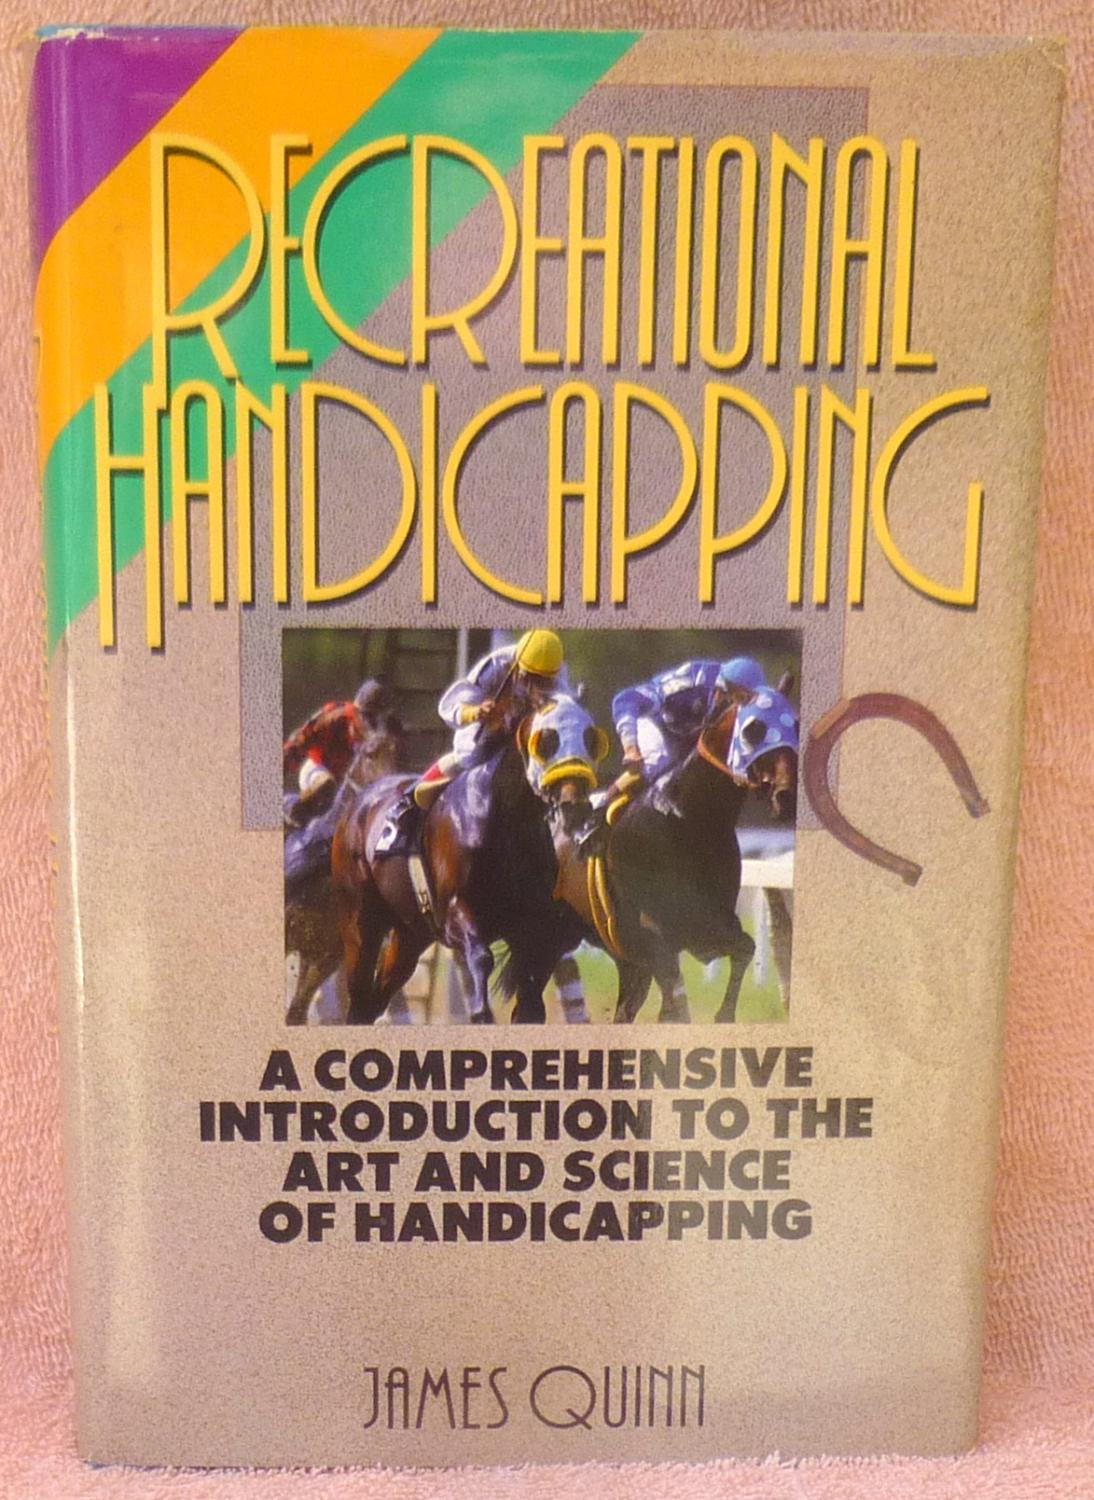 RECREATIONAL
HANDICAPPING
A COMPREHENSIVE
INTRODUCTION TO THE
ART AND SCIENCE
OF HANDICAPPING
JAMES QUINN